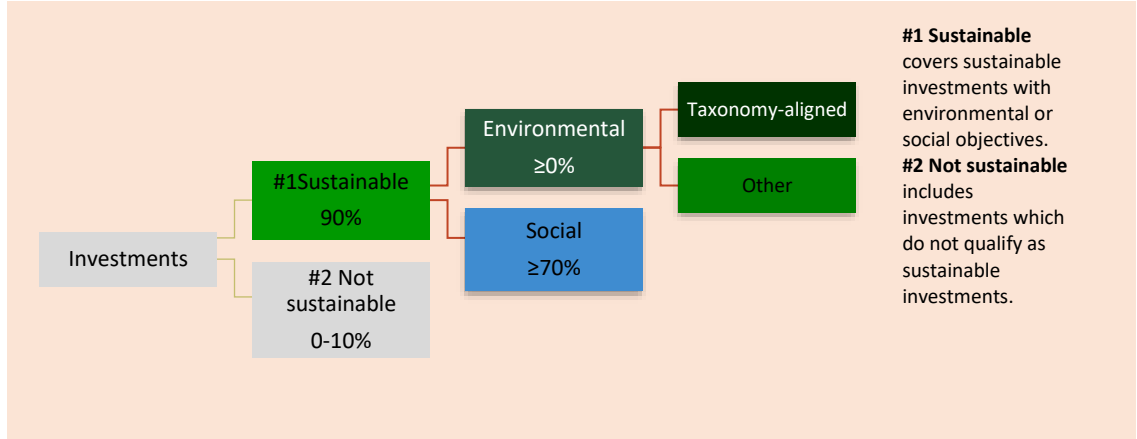 Investments
#1Sustainable
90%
#2 Not
sustainable
0-10%
Environmental
≥0%
Social
≥70%
Taxonomy-aligned
Other
#1 Sustainable
covers sustainable
investments with
environmental or
social objectives.
#2 Not sustainable
includes
investments which
do not qualify as
sustainable
investments.